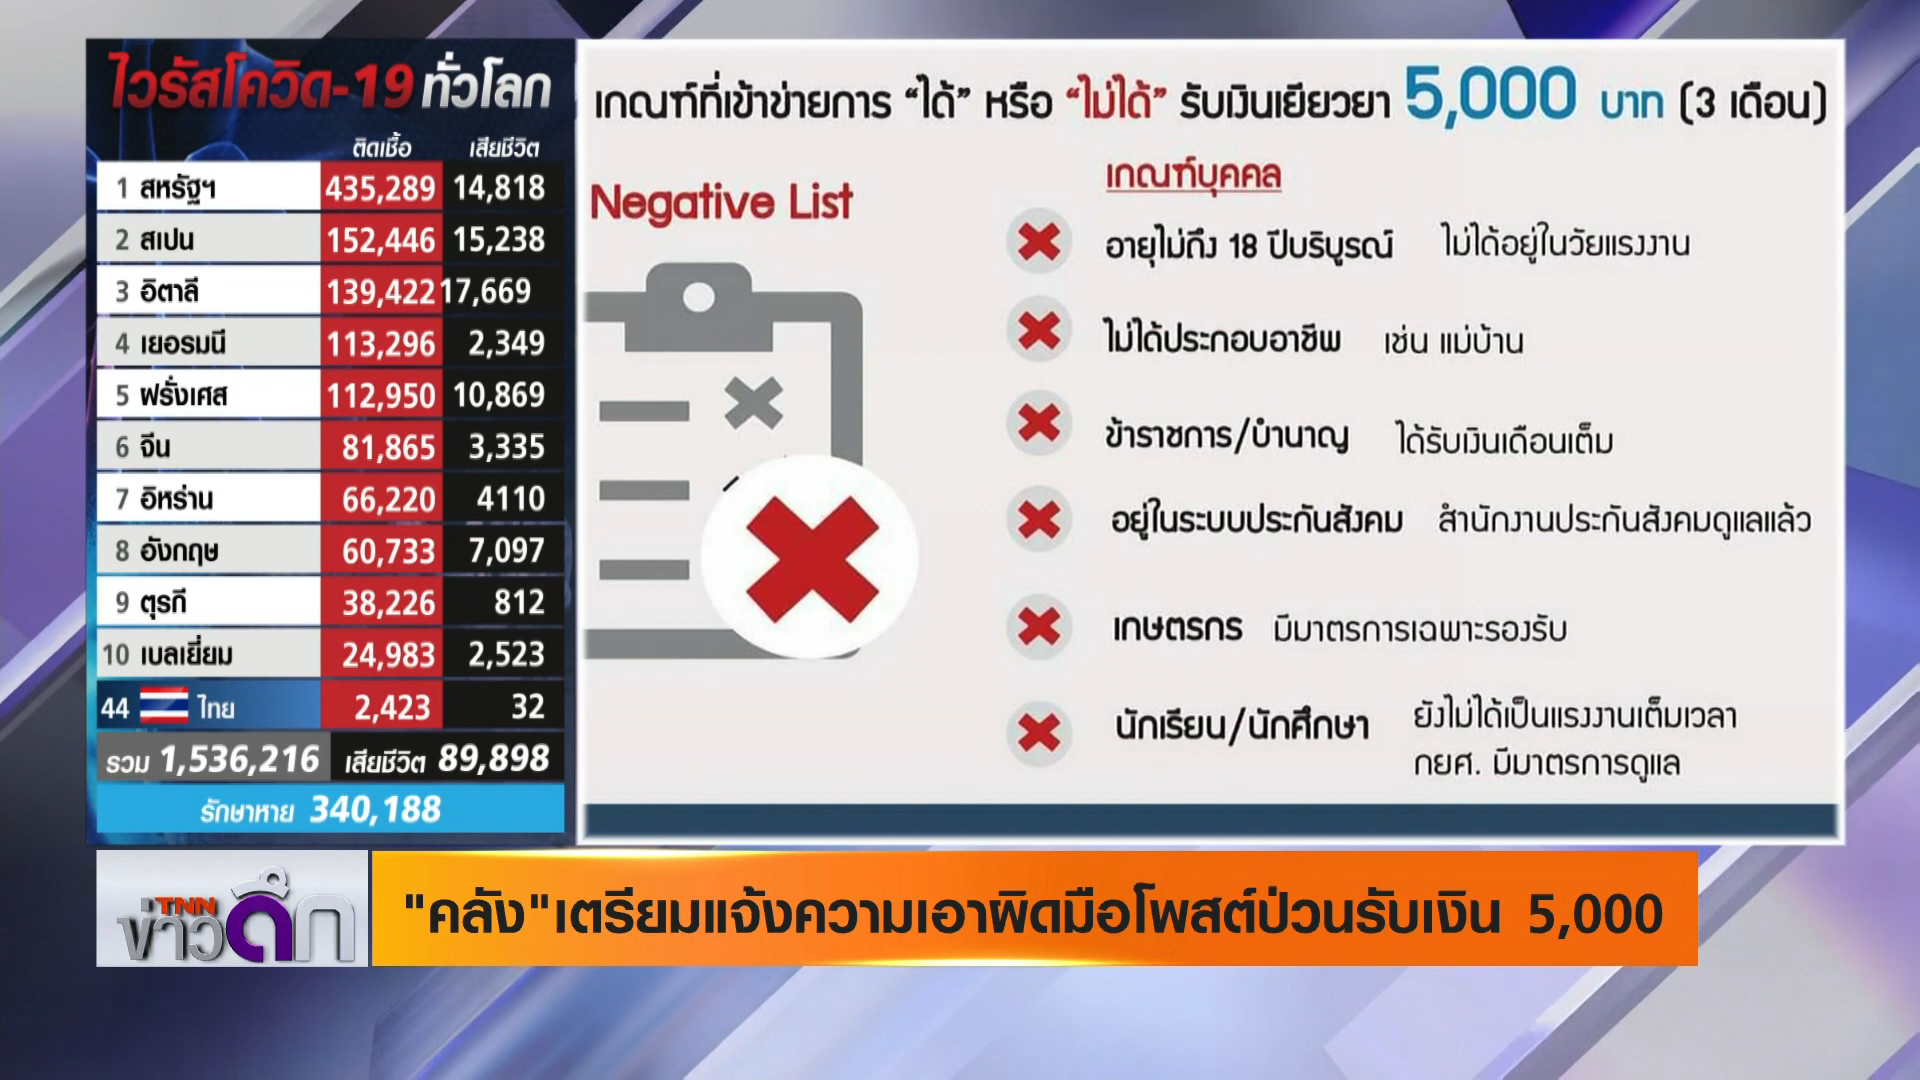 ไวรัสโควิด-19 ทั่วโลก
ติดเชื้อ เสียชีวิต
1 สหรัฐฯ 435,289 14,818
2 สเปน 152,446 15,238
3 อิตาลี 139,422 17,669
4 เยอรมนี 113,296 2,349
5 ฝรั่งเศส 112,950 10,869
6 จีน 81,865 3,335
7 อิหร่าน 66,220 4110
8 อังกฤษ 60,733 7,097
9 ตุรกี 38,226 812
10 เบลเยี่ยม 24,983 2,523
44 ไทย 2,423 32
รวม 1,536,216 เสียชีวิต 89,898
รักษาหาย 340,188
เกณฑ์ที่เข้าข่ายการ “ได้” หรือ “ไม่ได้” รับเงินเยียวยา 5,000 บาท (3 เดือน)
Negative List
เกณฑ์บุคคล
อายุไม่ถึง 18 ปีบริบูรณ์ ไม่ได้อยู่ในวัยแรงงาน
ไม่ได้ประกอบอาชีพ เช่น แม่บ้าน
ข้าราชการ/บำนาญ ได้รับเงินเดือนเต็ม
อยู่ในระบบประกันสังคม สำนักงานประกันสังคมดูแลแล้ว
เกษตรกร มีมาตรการเฉพาะรองรับ
นักเรียน/นักศึกษา ยังไม่ได้เป็นแรงงานเต็มเวลา
กยศ. มีมาตรการดูแล
TNN
ข่าวดึก
"คลัง"เตรียมแจ้งความเอาผิดมือโพสต์ป่วนรับเงิน 5,000